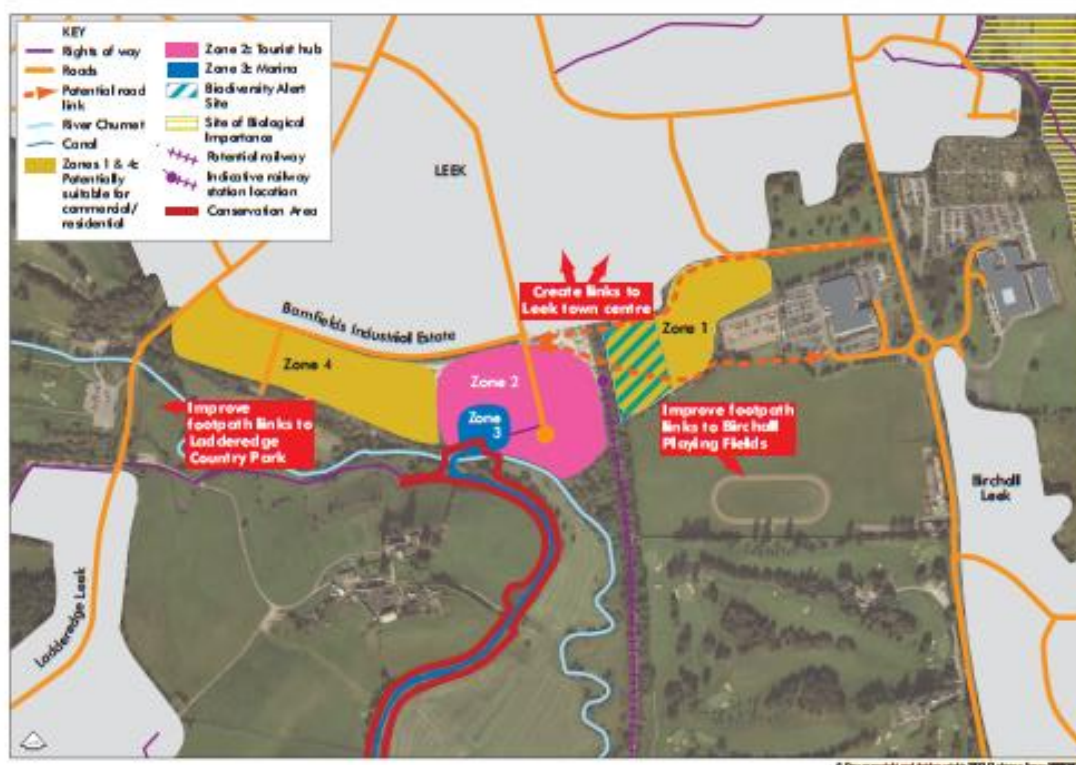 KEY
Rights of way
Roads
Potential road
link
River Churnet
Canal
Zones 1 & 4:
Potentially
suitable for
commercial/
residential
Zone 2: Tourist hub
Zone 3: Marina
Biodiversity Alert
Site
Site of Biological
Importance
Potential railway
Indicative railway
station location
Conservation Area
LEEK
Create links to
Leek town centre
Barnfields Industrial Estate
Zone 1
Zone 4
Zone 2
Zone
3
Improve
footpath links to
Ladderedge
Country Park
Improve footpath
links to Birchall
Playing Fields
Birchall
Leek
Ladderedge Leek